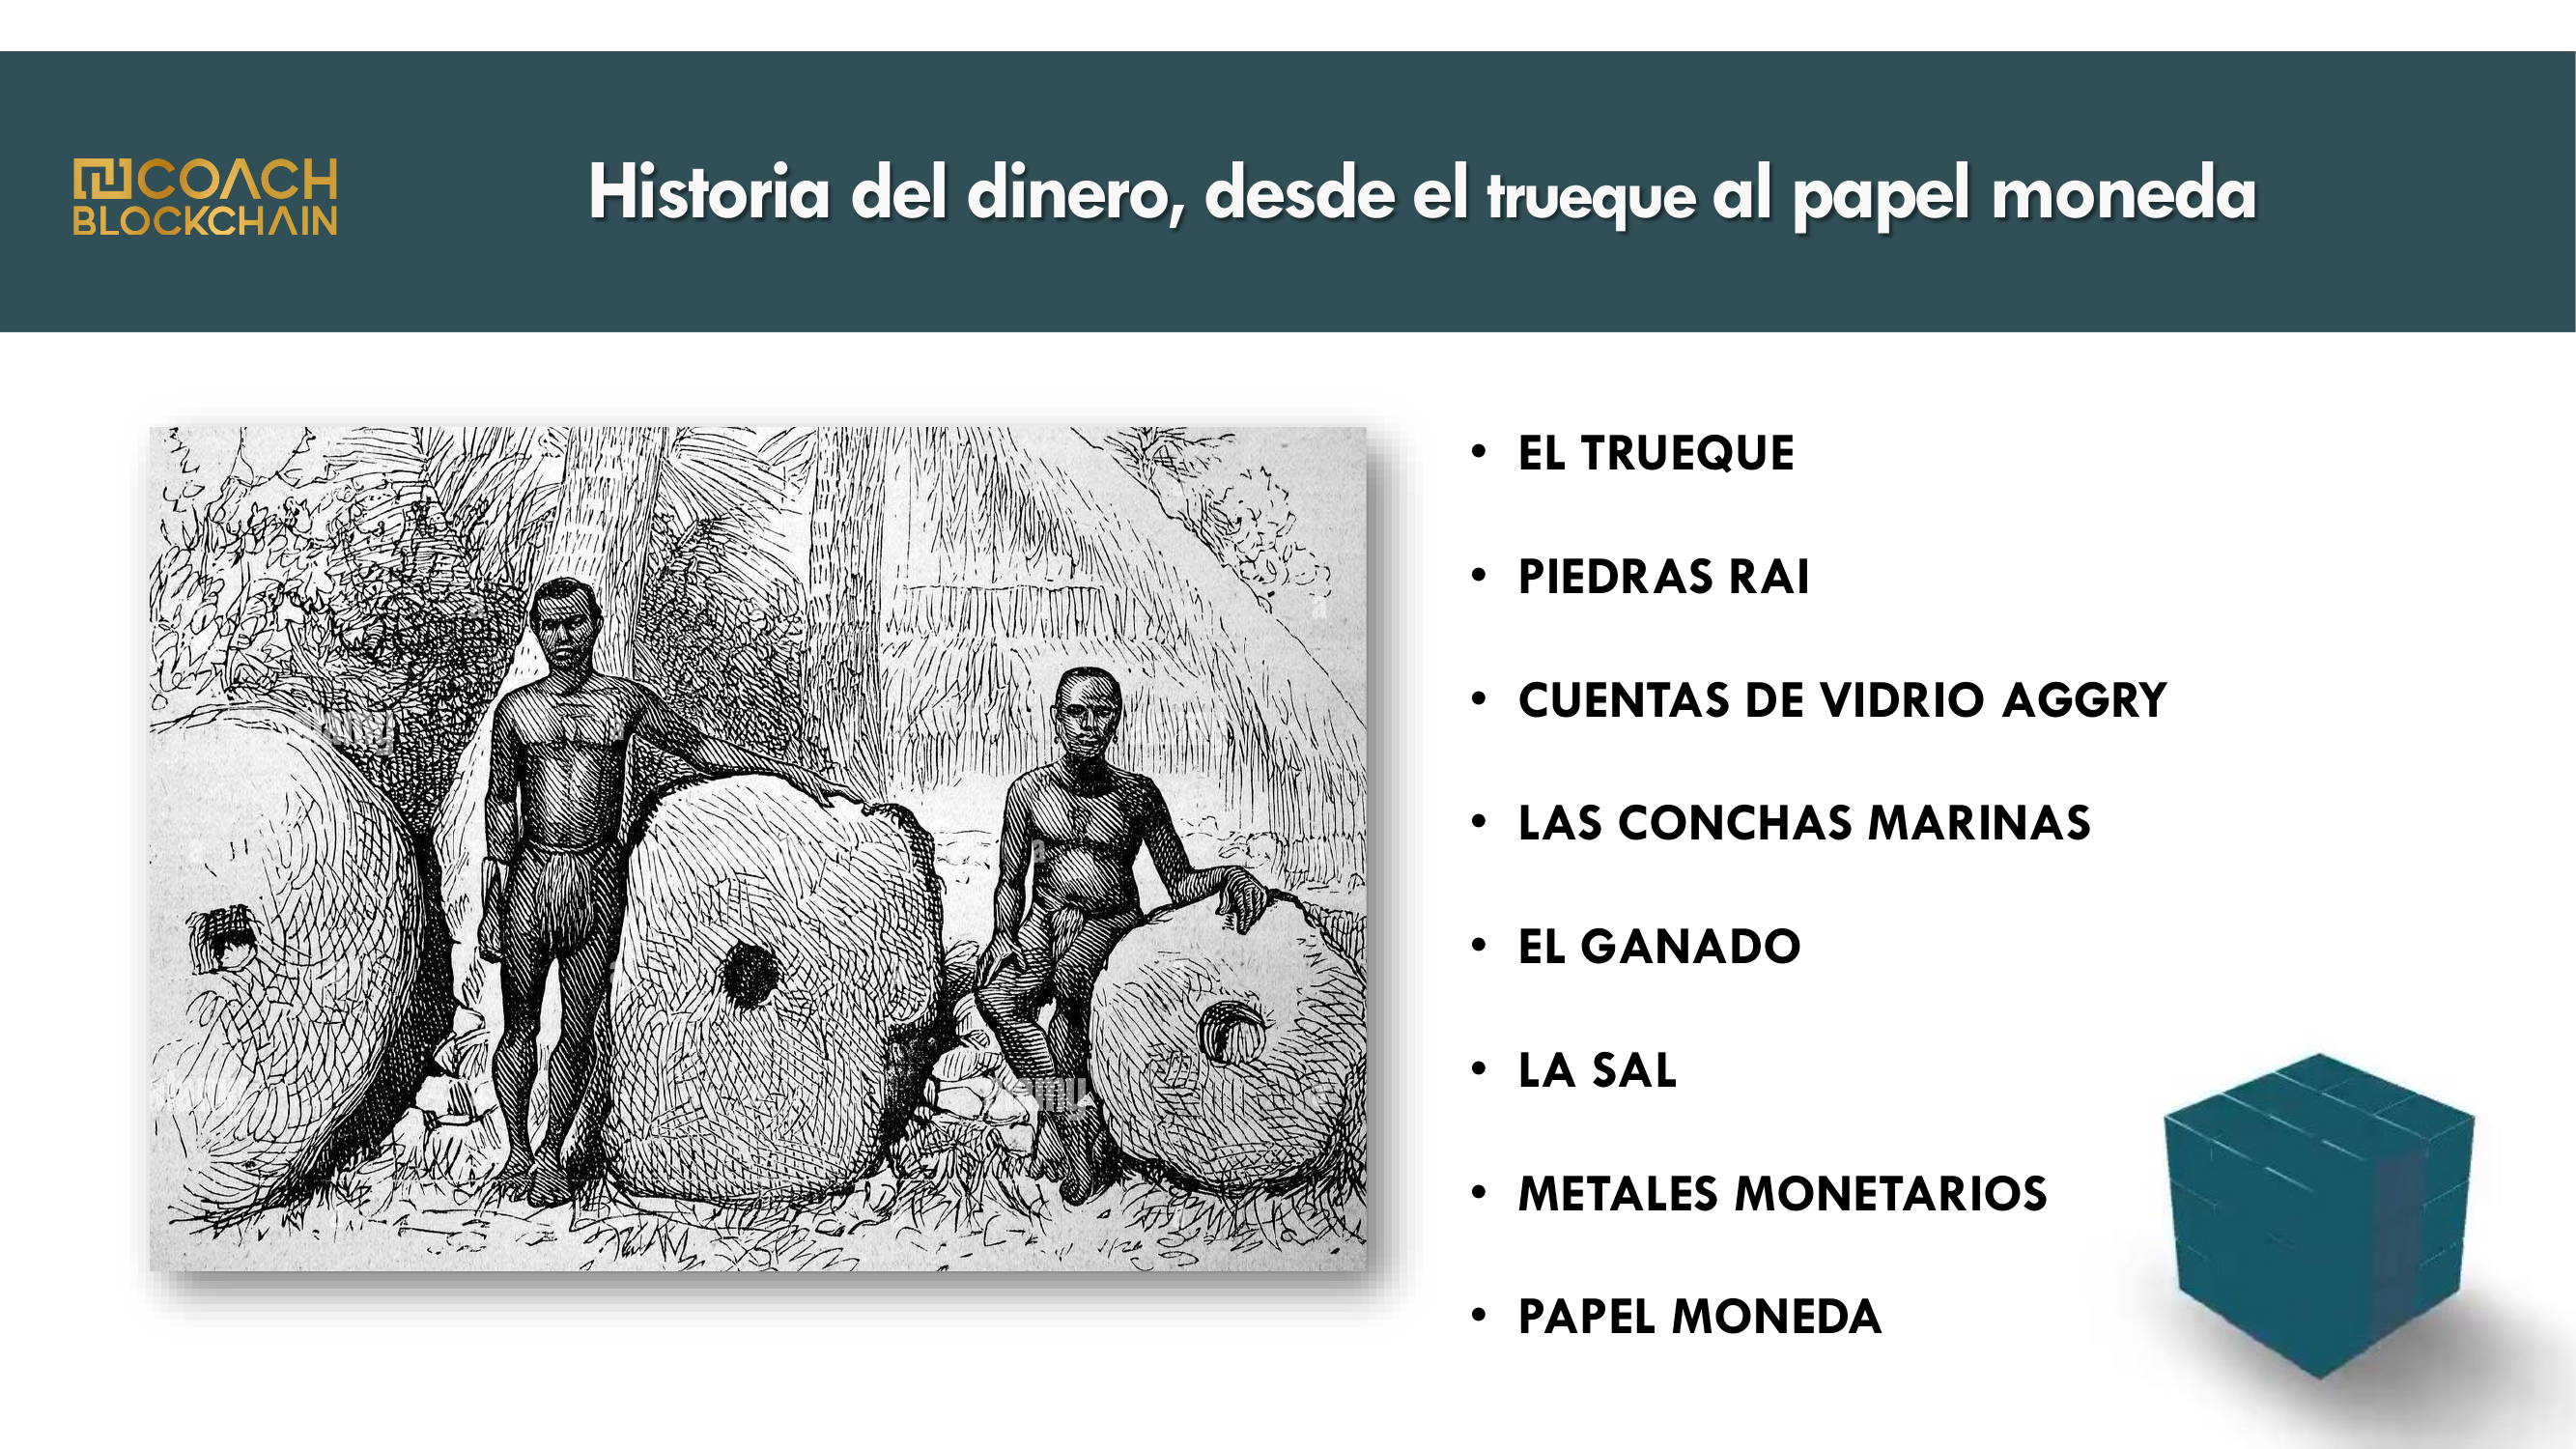 COACH
BLOCKCHAIN
Historia del dinero, desde el trueque al papel moneda
• EL TRUEQUE
• PIEDRAS RAI
• CUENTAS DE VIDRIO AGGRY
• LAS CONCHAS MARINAS
• EL GANADO
• LA SAL
• METALES MONETARIOS
• PAPEL MONEDA